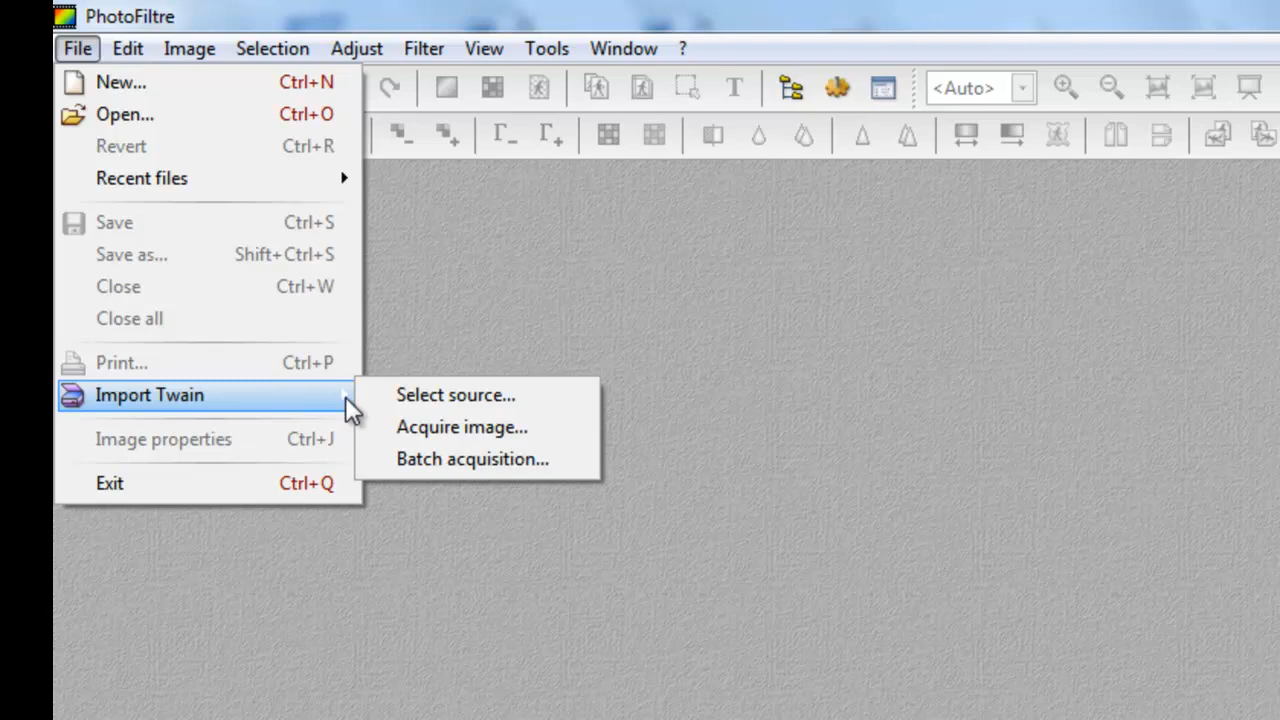 PhotoFiltre
File Edit Image Selection Adjust Filter View Tools Window ?
New... Ctrl+N
Open... Ctrl+O
Revert Ctrl+R
Recent files
Save Ctrl+S
Save as... Shift+Ctrl+S
Close Ctrl+W
Close all
Print... Ctrl+P
Import Twain
Image properties Ctrl+J
Exit Ctrl+Q
Select source...
Acquire image...
Batch acquisition...
T
<Auto>